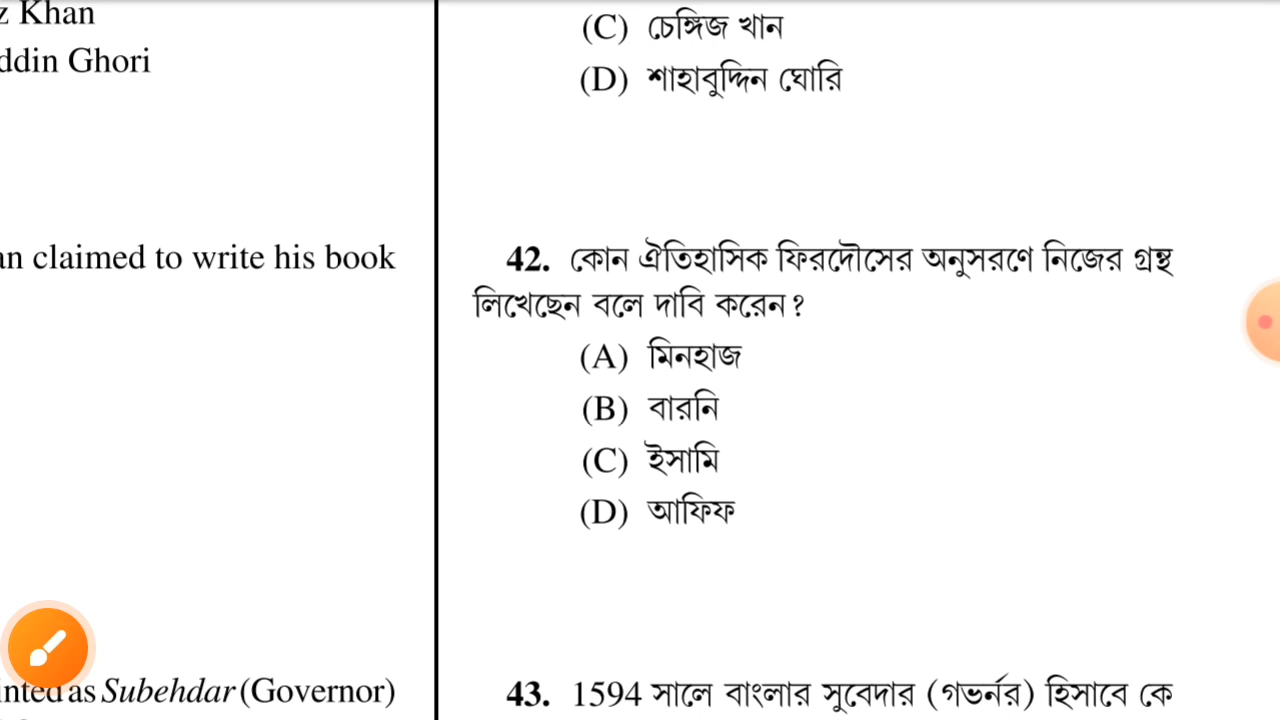 z Khan
ddin Ghori
an claimed to write his book
inted as Subehdar (Governor)
(C) চেঙ্গিজ খান
(D) শাহাবুদ্দিন ঘোরি
42. কোন ঐতিহাসিক ফিরদৌসের অনুসরণে নিজের গ্রন্থ
লিখেছেন বলে দাবি করেন?
(A) মিনহাজ
(B) বারনি
(C) ইসামি
(D) আফিফ
43. 1594 সালে বাংলার সুবেদার (গভর্নর) হিসাবে কে